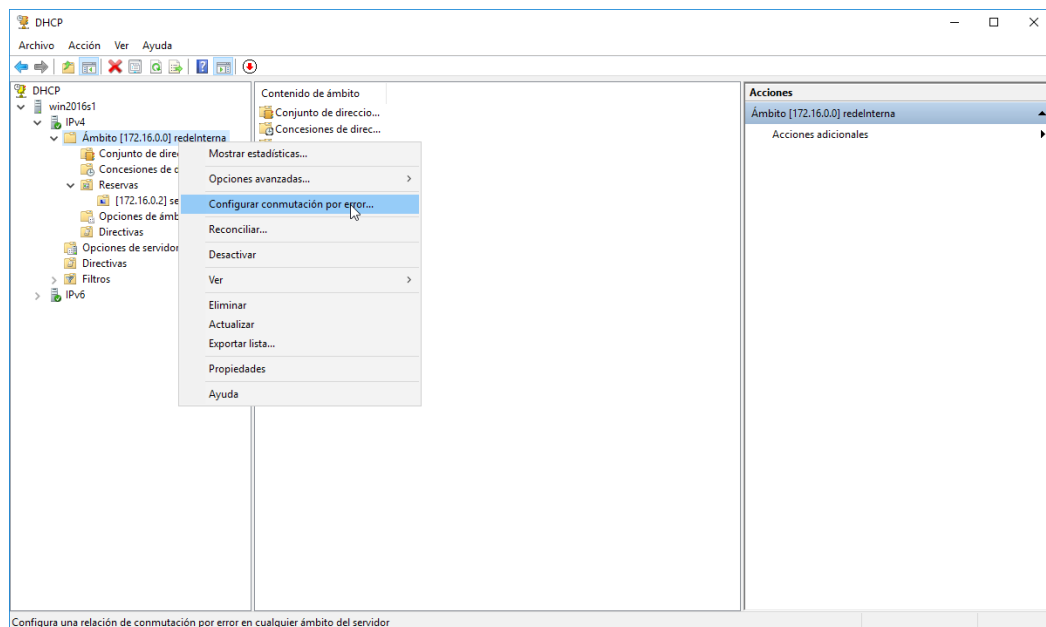 DHCP
Archivo Acción Ver Ayuda
DHCP
win2016s1
IPv4
Ámbito [172.16.0.0] redeInterna
Conjunto de dire
Concesiones de c
Reservas
[172.16.0.2] se
Opciones de ámb
Directivas
Opciones de servidor
Directivas
Filtros
IPv6
Contenido de ámbito
Conjunto de direccio...
Concesiones de direc...
Mostrar estadísticas...
Opciones avanzadas...
Configurar conmutación por error...
Reconciliar...
Desactivar
Ver
Eliminar
Actualizar
Exportar lista...
Propiedades
Ayuda
Acciones
Ámbito [172.16.0.0] redeInterna
Acciones adicionales
Configura una relación de conmutación por error en cualquier ámbito del servidor